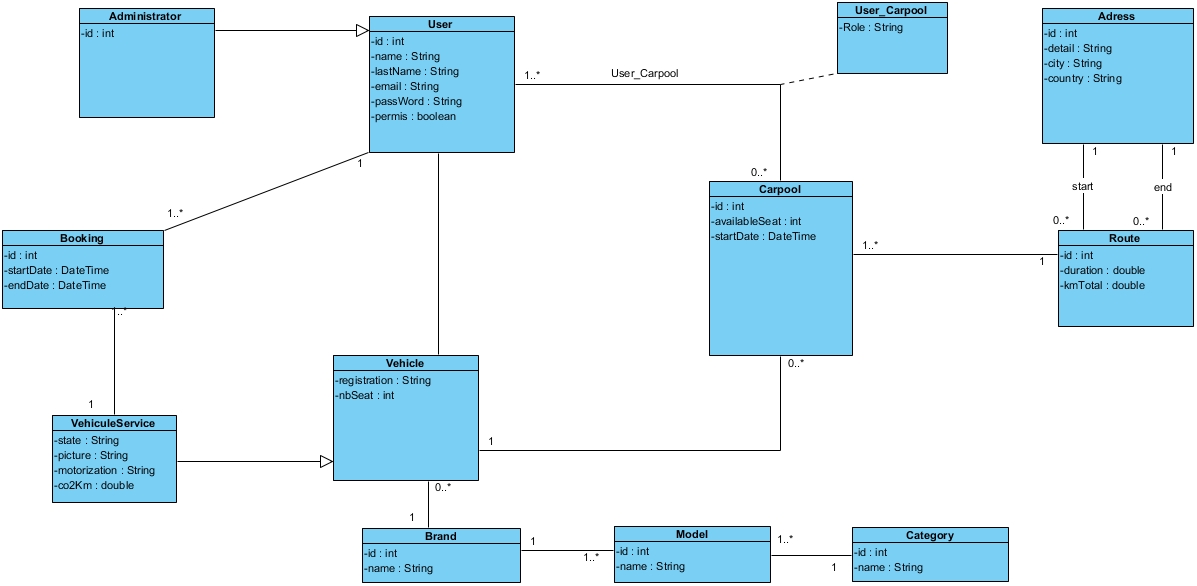 Administrator
-id : int
User
-id : int
-name : String
-lastName : String
-email : String
-passWord : String
-permis : boolean
User_Carpool
-Role : String
Adress
-id : int
-detail : String
-city : String
-country : String
1..*
User_Carpool
0..*
1
1..*
1
1
start
end
0..*
0..*
Booking
-id : int
-startDate : DateTime
-endDate : DateTime
1..*
1
Carpool
-id : int
-availableSeat : int
-startDate : DateTime
1..*
1
Route
-id : int
-duration : double
-kmTotal : double
0..*
1
Vehicle
-registration : String
-nbSeat : int
VehiculeService
-state : String
-picture : String
-motorization : String
-co2Km : double
0..*
1
Brand
-id : int
-name : String
1
1..*
Model
-id : int
-name : String
1..*
1
Category
-id : int
-name : String